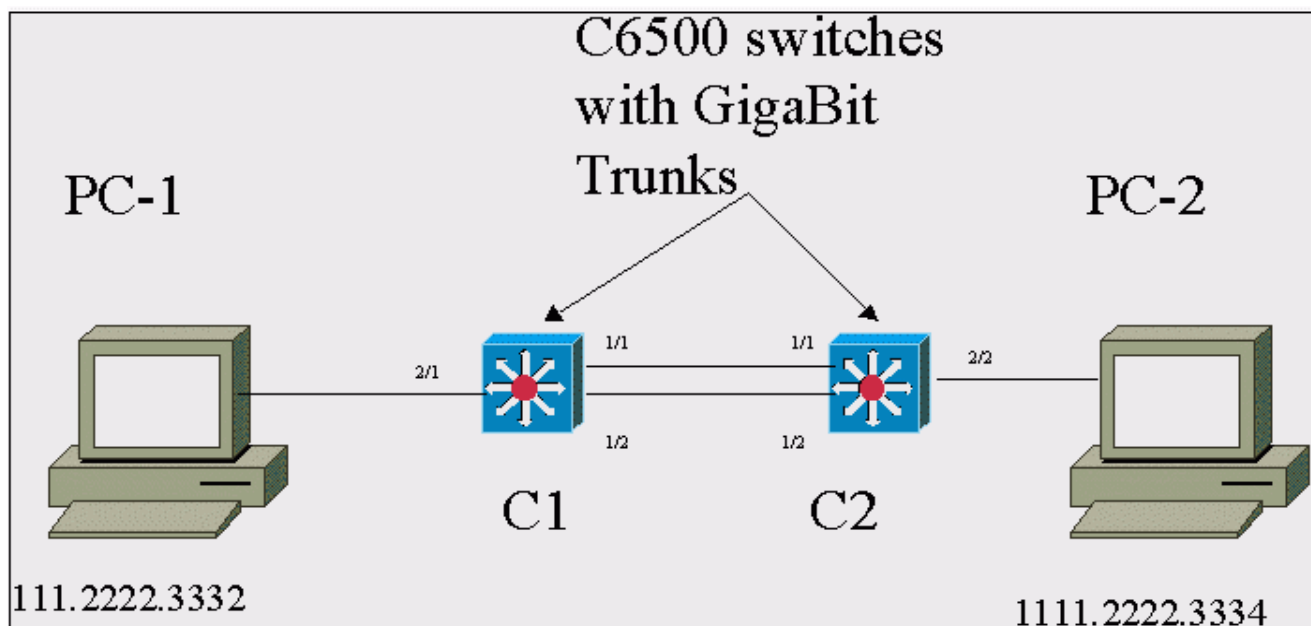 C6500 switches
with GigaBit
Trunks
PC-1
PC-2
2/1
1/1
1/1
2/2
1/2
1/2
C1
C2
111.2222.3332
1111.2222.3334